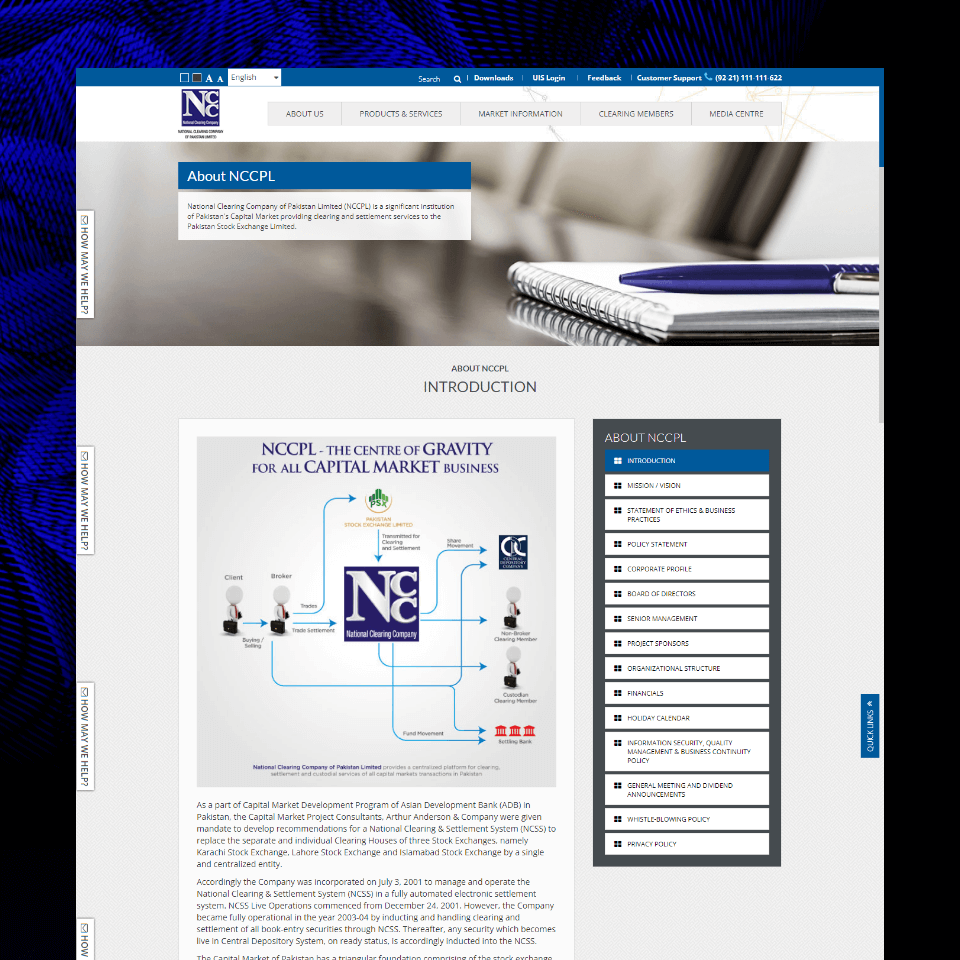 A A English
Search | Downloads | UIS Login | Feedback | Customer Support (92-21) 111-111-622
NCC
National Clearing Company
NATIONAL CLEARING COMPANY
OF PAKISTAN LIMITED
ABOUT US
PRODUCTS & SERVICES
MARKET INFORMATION
CLEARING MEMBERS
MEDIA CENTRE
About NCCPL
National Clearing Company of Pakistan Limited (NCCPL) is a significant institution
of Pakistan's Capital Market providing clearing and settlement services to the
Pakistan Stock Exchange Limited.
HOW MAY WE HELP?
ABOUT NCCPL
INTRODUCTION
HOW MAY WE HELP?
NCCPL - THE CENTRE OF GRAVITY
FOR ALL CAPITAL MARKET BUSINESS
PSX
PAKISTAN
STOCK EXCHANGE LIMITED
Transmitted for
Clearing
and Settlement
Share
Movement
CDC
CENTRAL
DEPOSITORY
COMPANY
Client
Broker
Trades
Trade Settlement
Buying /
Selling
NCC
National Clearing Company
Non-Broker
Clearing Member
Custodian
Clearing Member
Fund Movement
Settling Bank
National Clearing Company of Pakistan Limited provides a centralized platform for clearing,
settlement and custodial services of all capital markets transactions in Pakistan
ABOUT NCCPL
INTRODUCTION
MISSION / VISION
STATEMENT OF ETHICS & BUSINESS
PRACTICES
POLICY STATEMENT
CORPORATE PROFILE
BOARD OF DIRECTORS
SENIOR MANAGEMENT
PROJECT SPONSORS
ORGANIZATIONAL STRUCTURE
FINANCIALS
HOLIDAY CALENDAR
INFORMATION SECURITY, QUALITY
MANAGEMENT & BUSINESS CONTINUITY
POLICY
GENERAL MEETING AND DIVIDEND
ANNOUNCEMENTS
WHISTLE-BLOWING POLICY
PRIVACY POLICY
QUICK LINKS
HOW MAY WE HELP?
As a part of Capital Market Development Program of Asian Development Bank (ADB) in
Pakistan, the Capital Market Project Consultants, Arthur Anderson & Company were given
mandate to develop recommendations for a National Clearing & Settlement System (NCSS) to
replace the separate and individual Clearing Houses of three Stock Exchanges, namely
Karachi Stock Exchange, Lahore Stock Exchange and Islamabad Stock Exchange by a single
and centralized entity.
Accordingly the Company was incorporated on July 3, 2001 to manage and operate the
National Clearing & Settlement System (NCSS) in a fully automated electronic settlement
system. NCSS Live Operations commenced from December 24, 2001. However, the Company
became fully operational in the year 2003-04 by inducting and handling clearing and
settlement of all book-entry securities through NCSS. Thereafter, any security which becomes
live in Central Depository System, on ready status, is accordingly inducted into the NCSS.
The Capital Market of Pakistan has a triangular foundation comprising of the stock exchange,
HOW